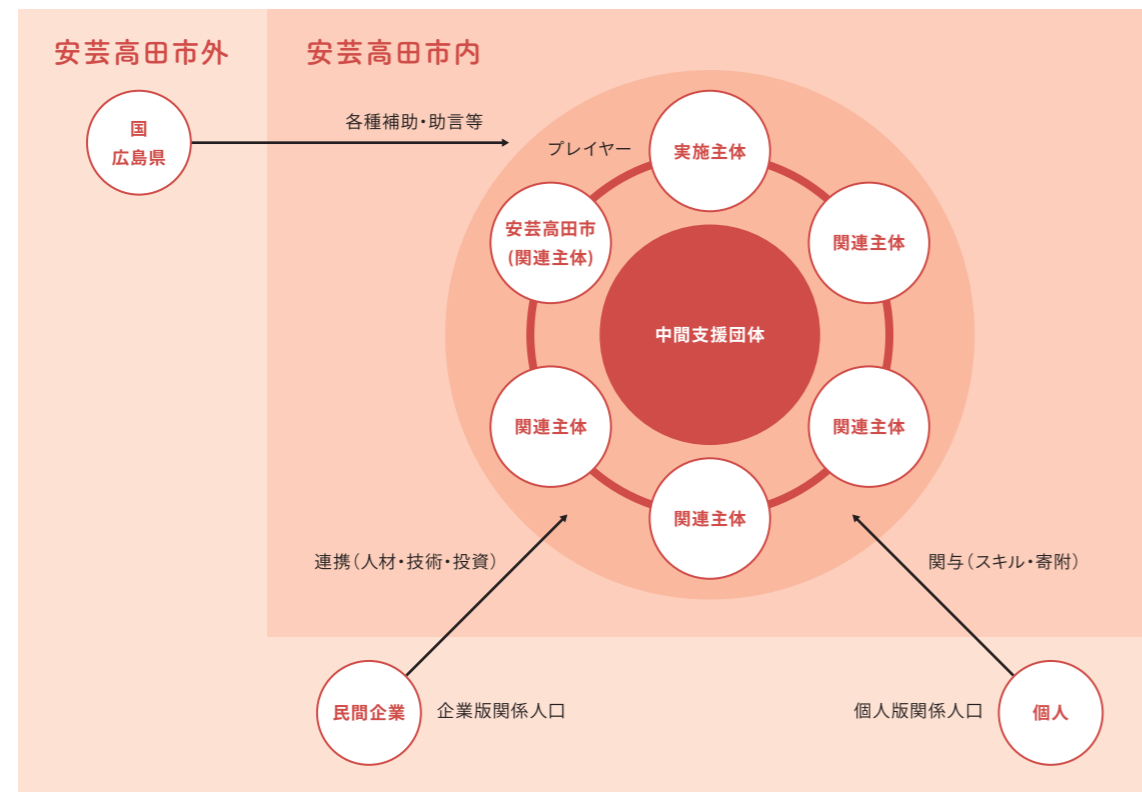 安芸高田市外
安芸高田市内
国
広島県
各種補助・助言等
プレイヤー
実施主体
安芸高田市
(関連主体)
関連主体
中間支援団体
関連主体
関連主体
関連主体
連携(人材・技術・投資)
関与(スキル・寄附)
民間企業
企業版関係人口
個人版関係人口
個人